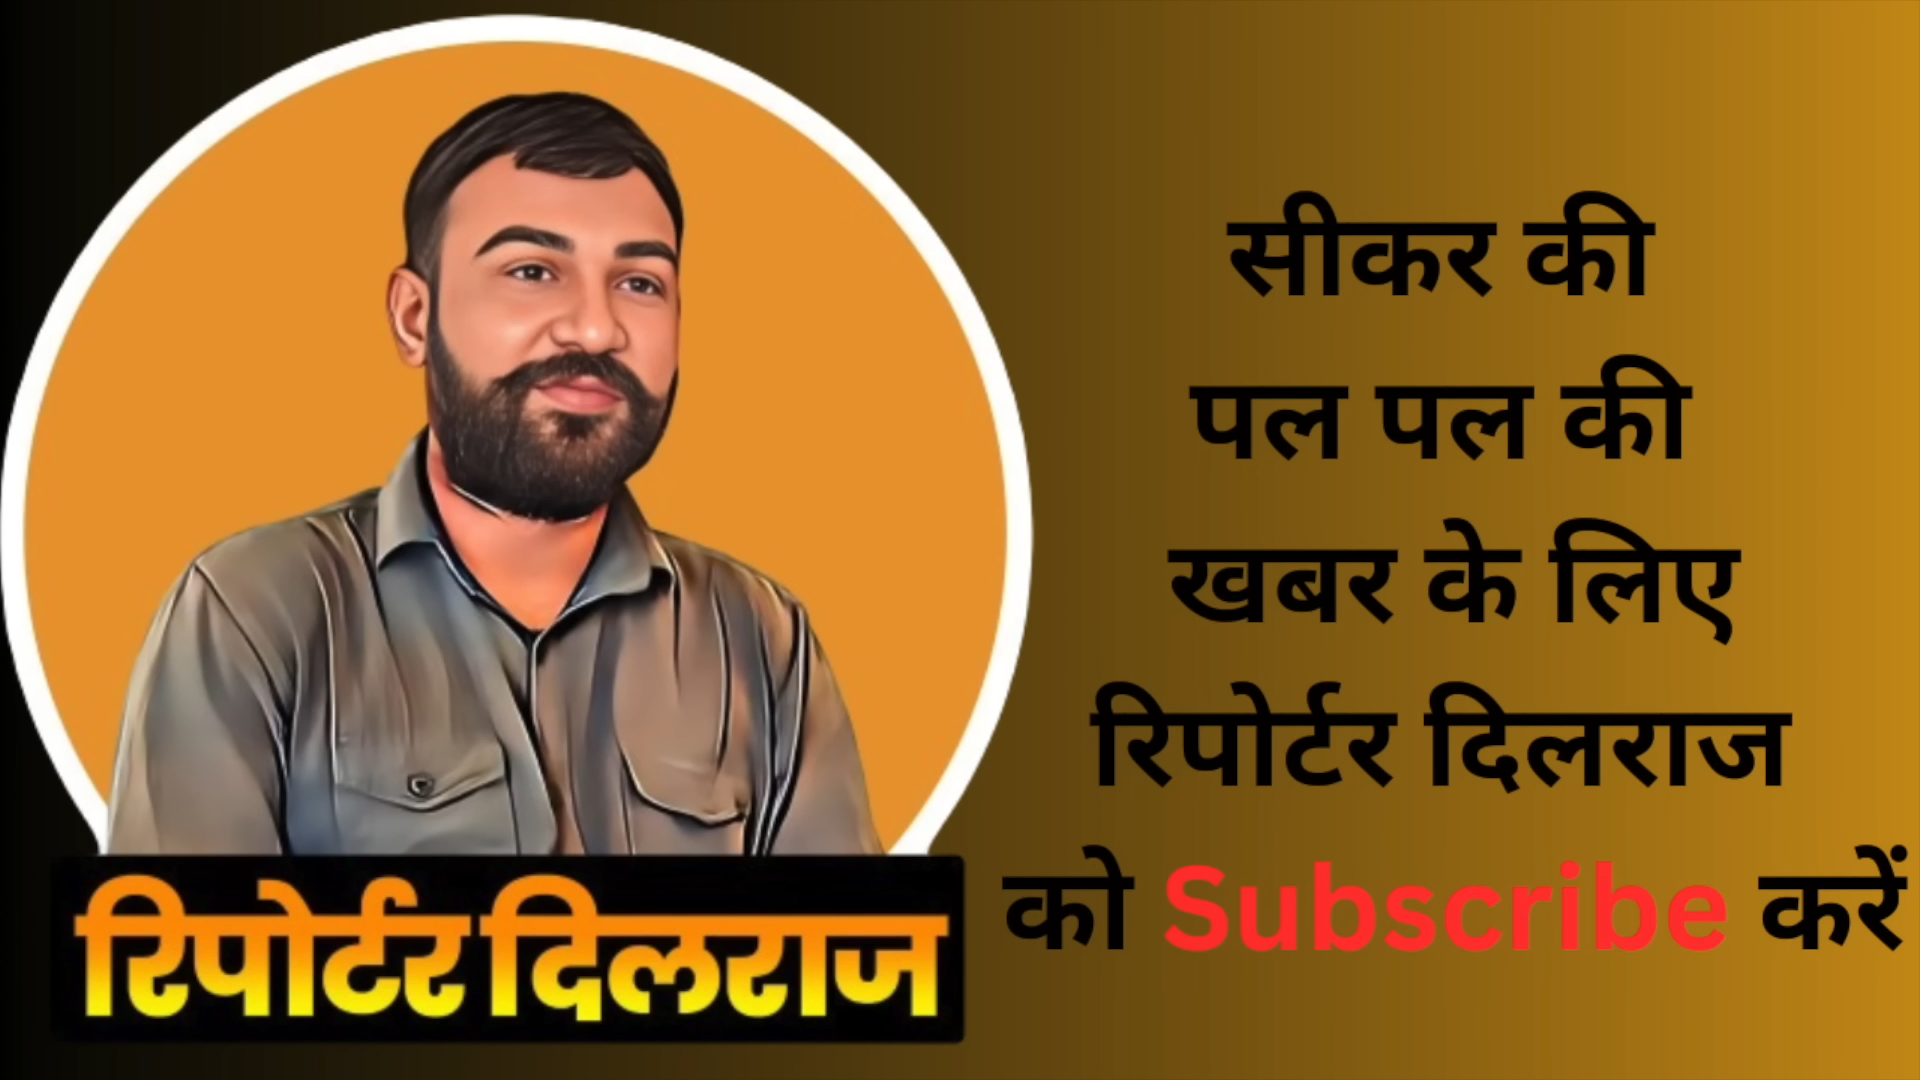 सीकर की
पल पल की
खबर के लिए
रिपोर्टर दिलराज
को Subscribe करें
रिपोर्टर दिलराज